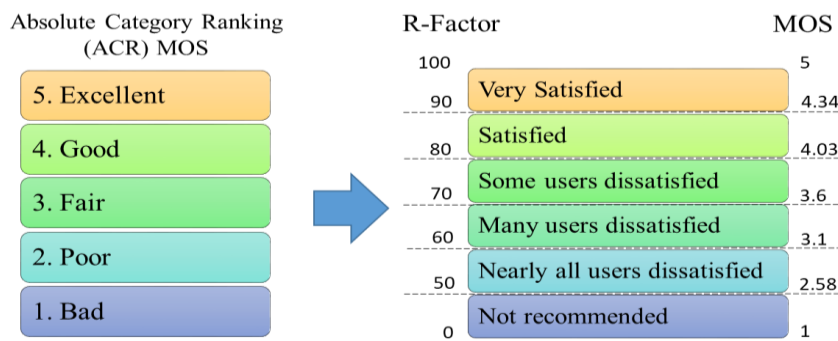 Absolute Category Ranking
(ACR) MOS
5. Excellent
4. Good
3. Fair
2. Poor
1. Bad
R-Factor MOS
100 5
Very Satisfied
90 4.34
Satisfied
80 4.03
Some users dissatisfied
70 3.6
Many users dissatisfied
60 3.1
Nearly all users dissatisfied
50 2.58
Not recommended
0 1